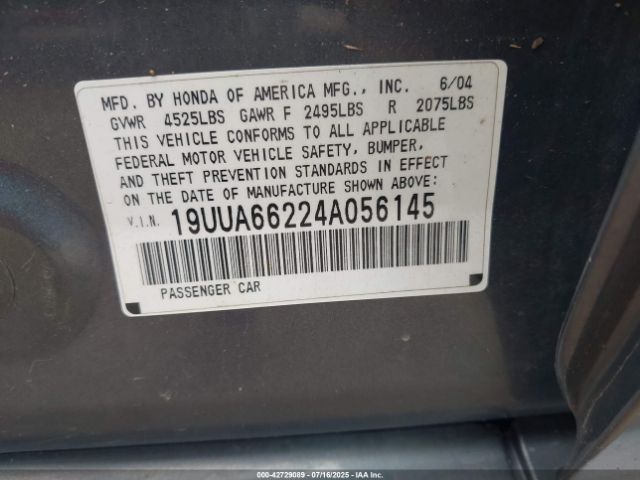 MFD. BY HONDA OF AMERICA MFG., INC. 6/04
GVWR 4525LBS GAWR F 2495LBS R 2075LBS
THIS VEHICLE CONFORMS TO ALL APPLICABLE
FEDERAL MOTOR VEHICLE SAFETY, BUMPER,
AND THEFT PREVENTION STANDARDS IN EFFECT
ON THE DATE OF MANUFACTURE SHOWN ABOVE:
V.I.N. 19UUA66224A056145
PASSENGER CAR
000-42729089 | 07/16/2025 | IAAI.COM